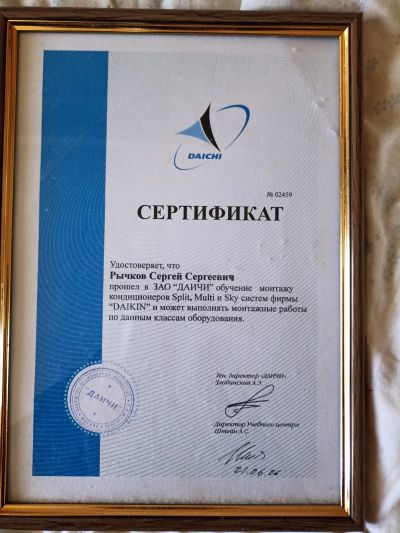 DAICHI
№ 02459
СЕРТИФИКАТ
Удостоверяет, что
Рычков Сергей Сергеевич
прошел в ЗАО "ДАИЧИ" обучение монтажу
кондиционеров Split, Multi и Sky систем фирмы
"DAIKIN" и может выполнять монтажные работы
по данным классам оборудования.
Ген. директор «ДАИЧИ»
Злобинский А.Э.
Директор Учебного центра
Штейн А.С.
"ДАИЧИ"
21.06.05